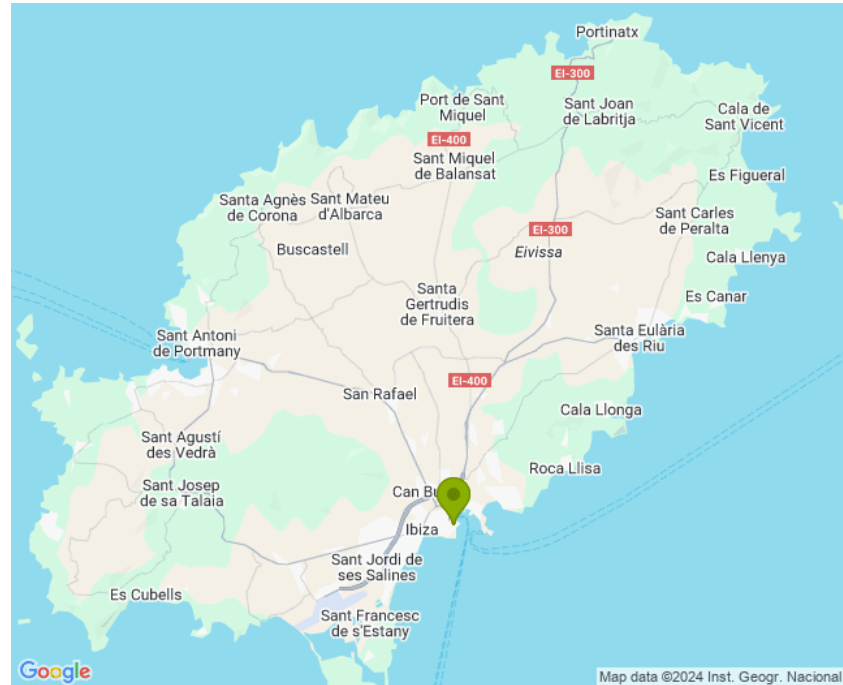 Portinatx
EI-300
Port de Sant
Miquel
Sant Joan
de Labritja
Cala de
Sant Vicent
EI-400
Sant Miquel
de Balansat
Es Figueral
Santa Agnès
de Corona
Sant Mateu
d'Albarca
Sant Carles
de Peralta
EI-300
Buscastell
Eivissa
Cala Llenya
Santa
Gertrudis
de Fruitera
Es Canar
Sant Antoni
de Portmany
Santa Eulària
des Riu
EI-400
San Rafael
Cala Llonga
Sant Agustí
des Vedrà
Roca Llisa
Sant Josep
de sa Talaia
Can Bu
Ibiza
Sant Jordi de
ses Salines
Es Cubells
Sant Francesc
de s'Estany
Google
Map data ©2024 Inst. Geogr. Nacional